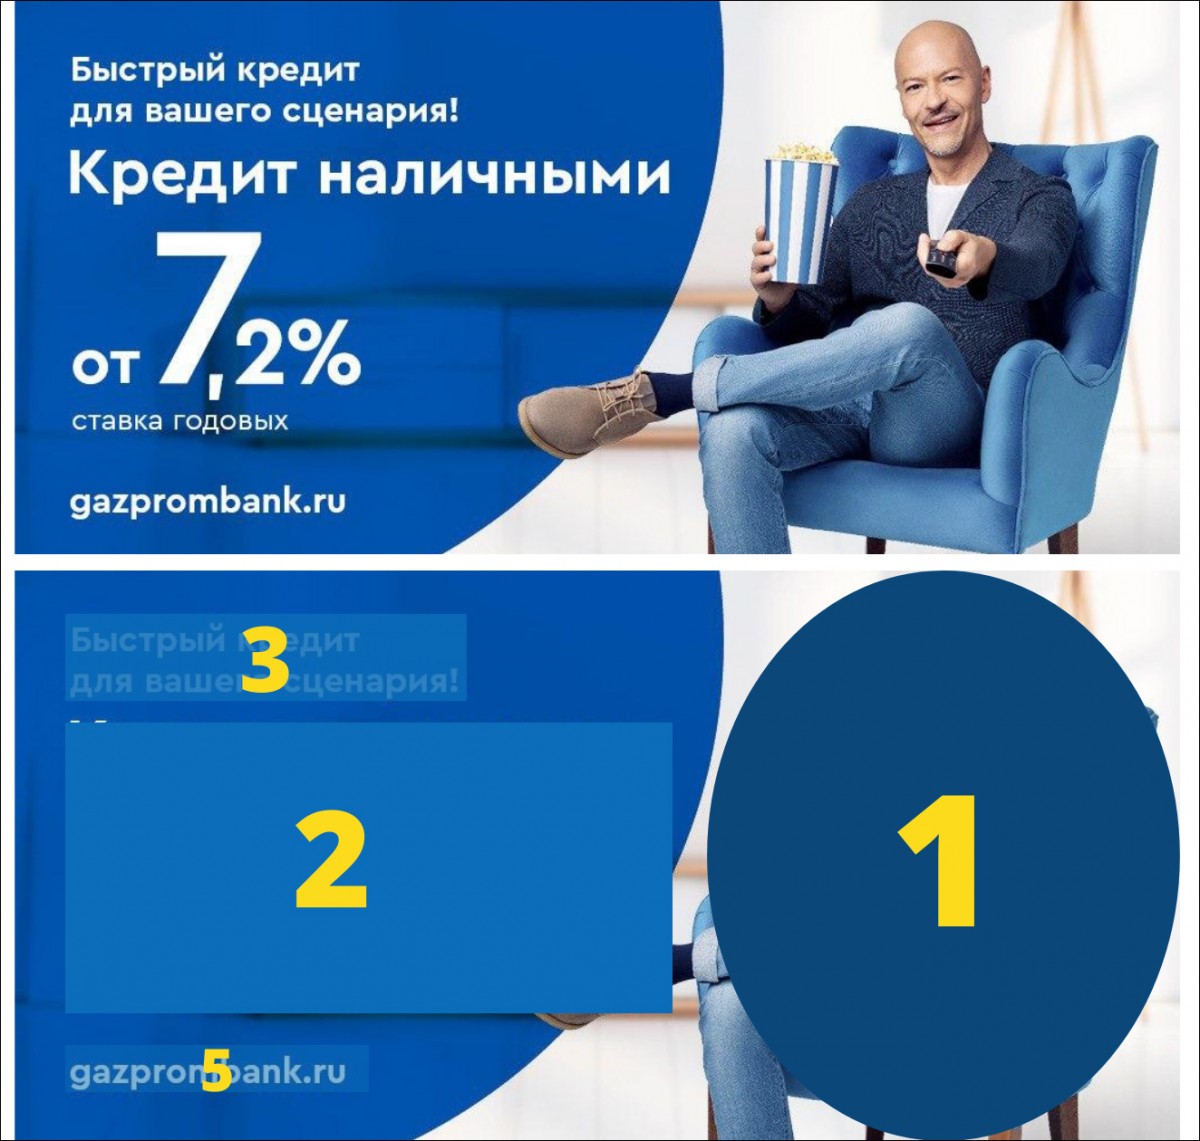 Быстрый кредит
для вашего сценария!
Кредит наличными
от 7,2%
ставка годовых
gazprombank.ru
Быстрый кредит
для вашего сценария!
3
2
1
gazprombank.ru
5